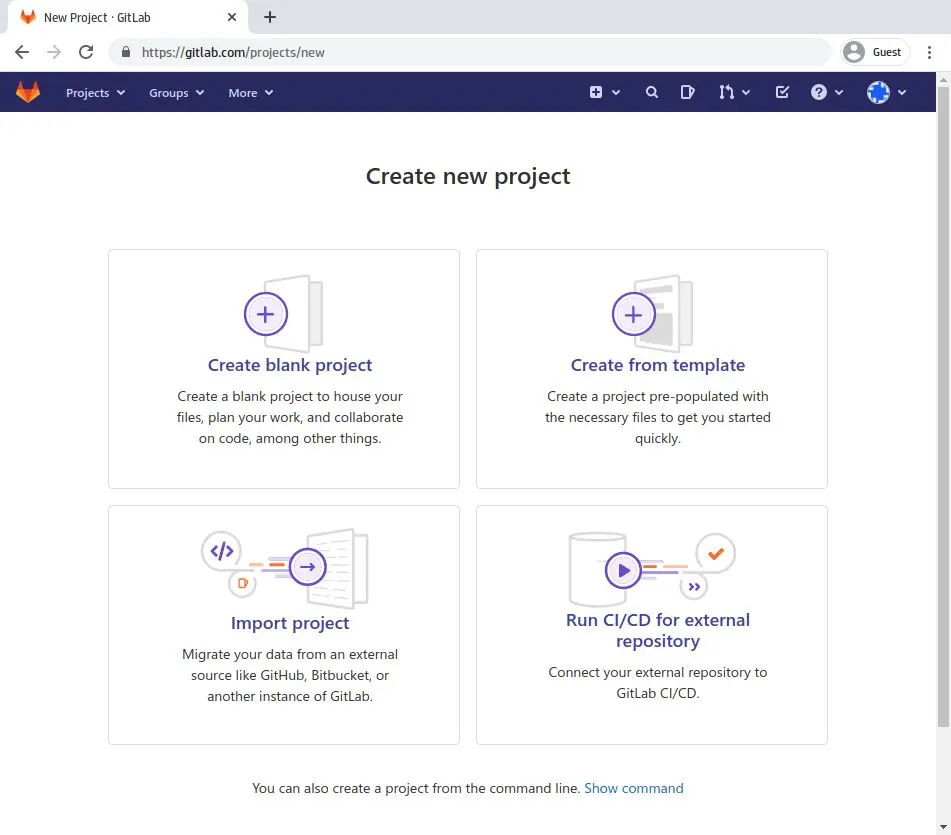 New Project · GitLab
https://gitlab.com/projects/new
Guest
Projects
Groups
More
Create new project
Create blank project
Create a blank project to house your
files, plan your work, and collaborate
on code, among other things.
Create from template
Create a project pre-populated with
the necessary files to get you started
quickly.
Import project
Migrate your data from an external
source like GitHub, Bitbucket, or
another instance of GitLab.
Run CI/CD for external
repository
Connect your external repository to
GitLab CI/CD.
You can also create a project from the command line. Show command